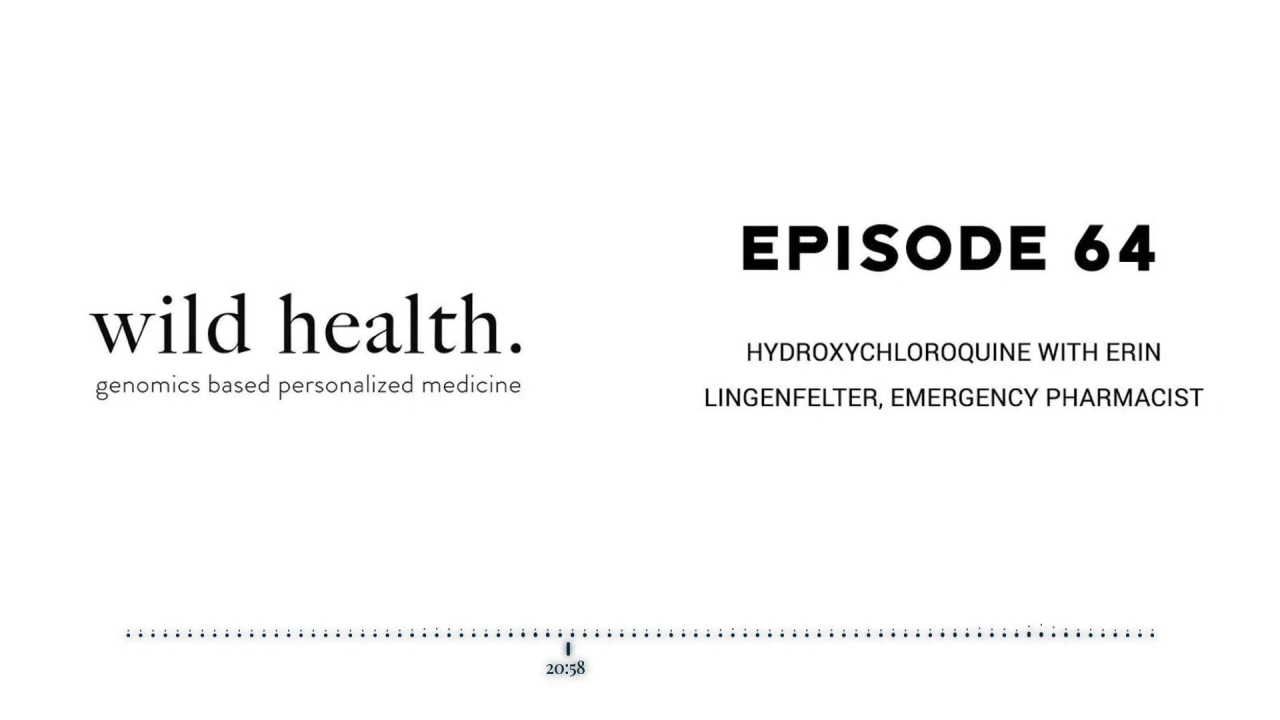 wild health.
genomics based personalized medicine
EPISODE 64
HYDROXYCHLOROQUINE WITH ERIN
LINGENFELTER, EMERGENCY PHARMACIST
20:58